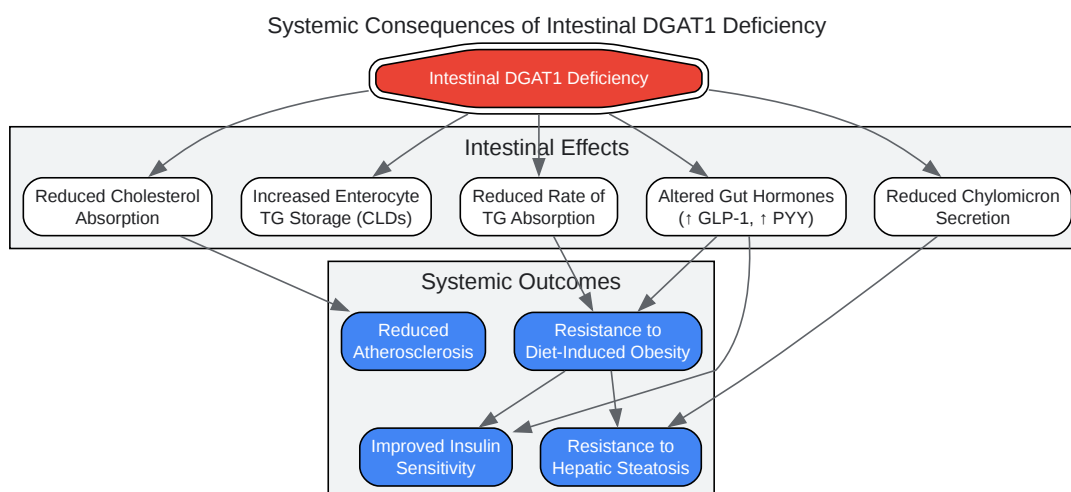 Systemic Consequences of Intestinal DGAT1 Deficiency
Intestinal DGAT1 Deficiency
Intestinal Effects
Reduced Cholesterol
Absorption
Increased Enterocyte
TG Storage (CLDs)
Reduced Rate of
TG Absorption
Altered Gut Hormones
(↑ GLP-1, ↑ PYY)
Reduced Chylomicron
Secretion
Systemic Outcomes
Reduced
Atherosclerosis
Resistance to
Diet-Induced Obesity
Improved Insulin
Sensitivity
Resistance to
Hepatic Steatosis